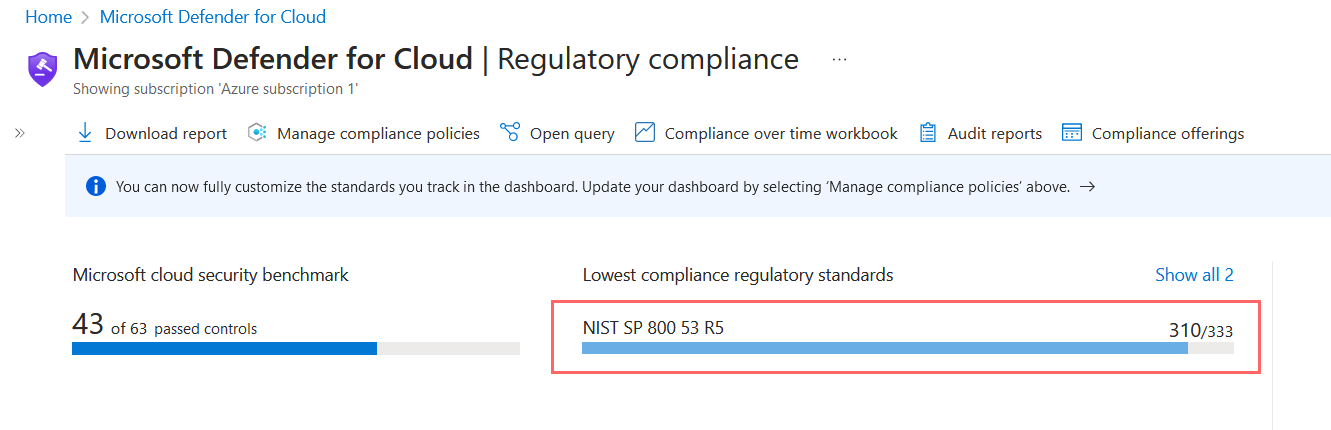 Home > Microsoft Defender for Cloud
Microsoft Defender for Cloud | Regulatory compliance ...
Showing subscription 'Azure subscription 1'
Download report Manage compliance policies Open query Compliance over time workbook Audit reports Compliance offerings
You can now fully customize the standards you track in the dashboard. Update your dashboard by selecting 'Manage compliance policies' above. →
Microsoft cloud security benchmark
43 of 63 passed controls
Lowest compliance regulatory standards Show all 2
NIST SP 800 53 R5 310/333